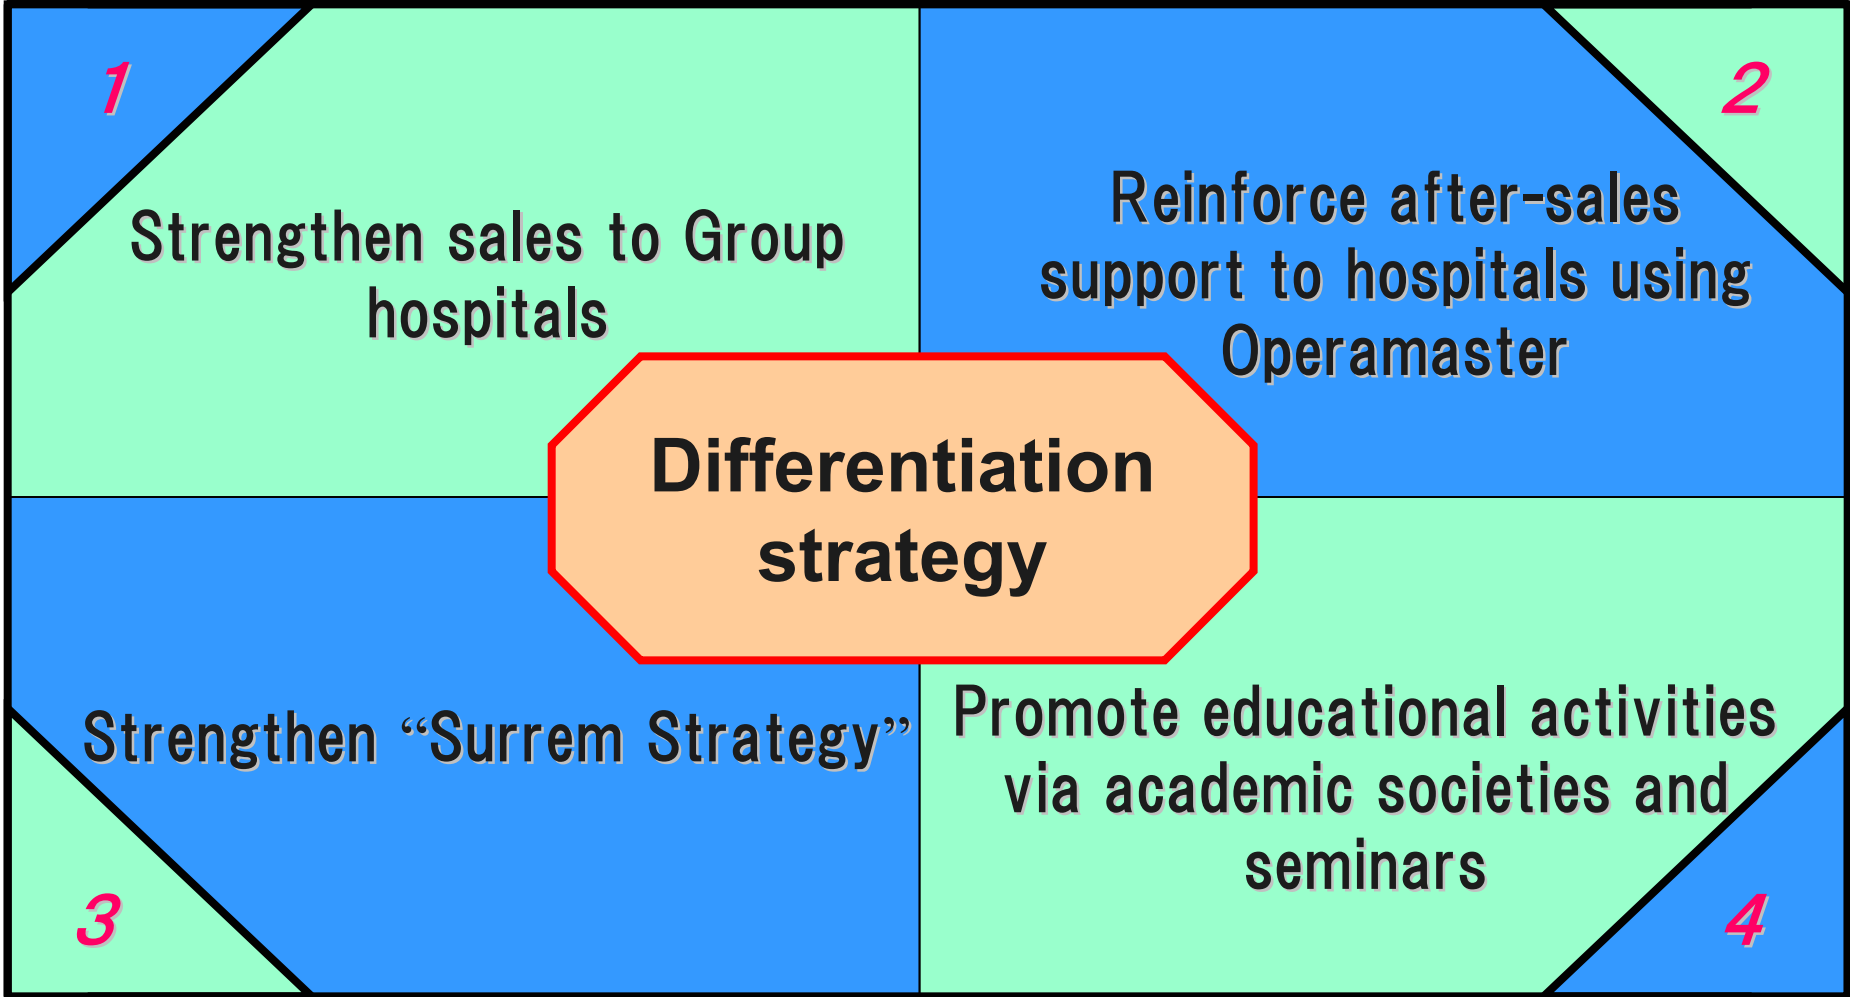 1
Strengthen sales to Group
hospitals
2
Reinforce after-sales
support to hospitals using
Operamaster
Differentiation
strategy
3
Strengthen “Surrem Strategy”
4
Promote educational activities
via academic societies and
seminars